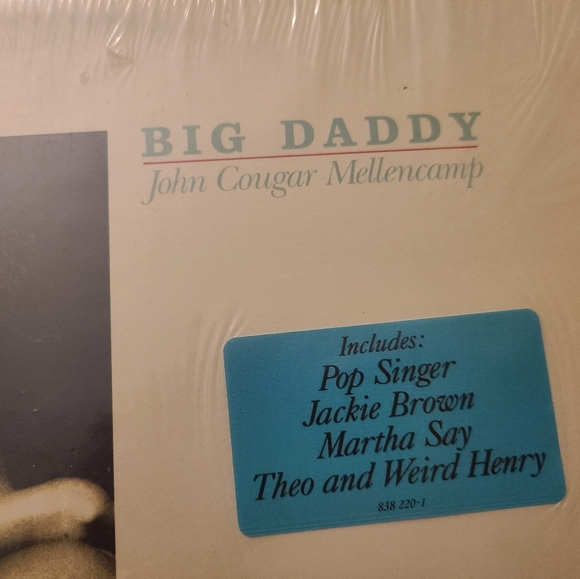 BIG DADDY
John Cougar Mellencamp
Includes:
Pop Singer
Jackie Brown
Martha Say
Theo and Weird Henry
838 220-1